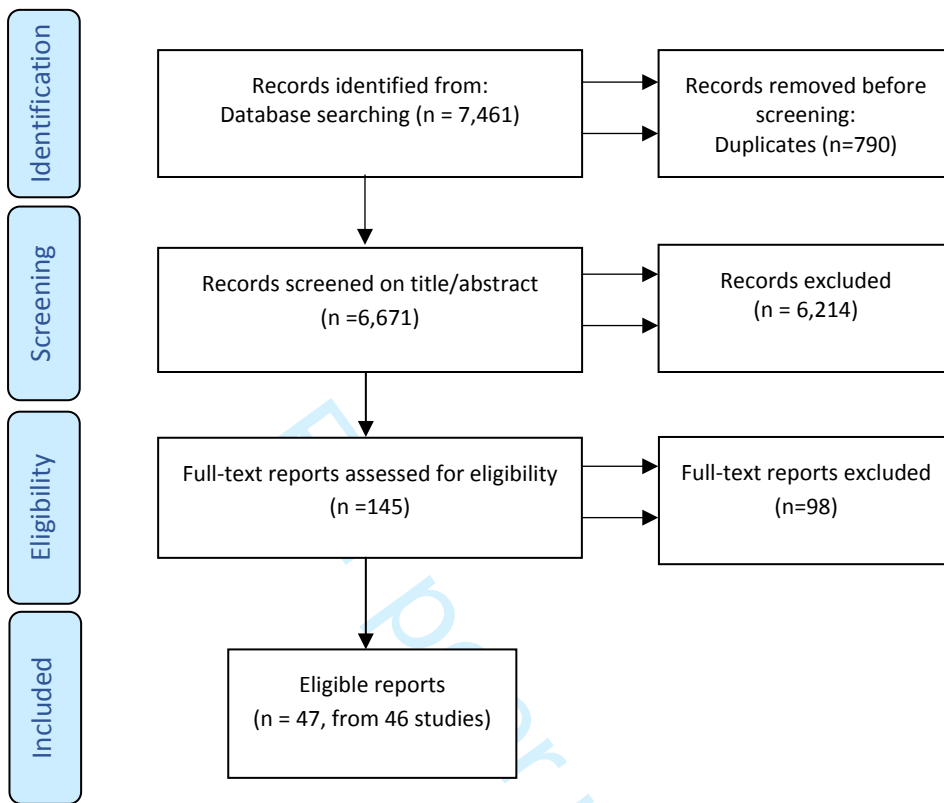 Identification
Records identified from:
Database searching (n = 7,461)
Records removed before
screening:
Duplicates (n=790)
Screening
Records screened on title/abstract
(n =6,671)
Records excluded
(n = 6,214)
Eligibility
Full-text reports assessed for eligibility
(n =145)
Full-text reports excluded
(n=98)
Included
Eligible reports
(n = 47, from 46 studies)